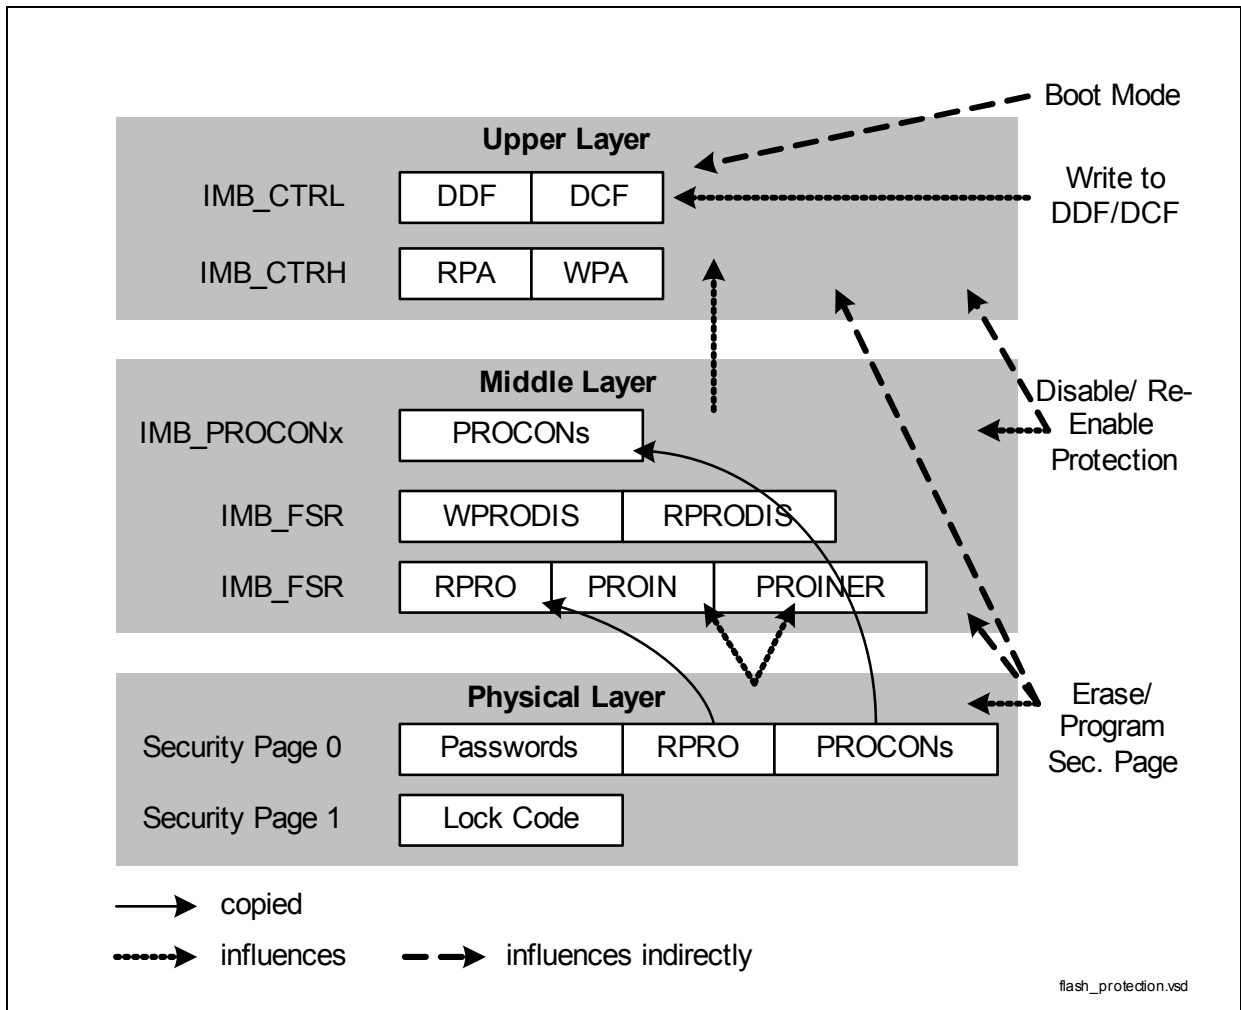 Boot Mode
Upper Layer
IMB_CTRL DDF DCF
Write to
DDF/DCF
IMB_CTRH RPA WPA
Middle Layer
IMB_PROCONx PROCONs
Disable/ Re-
Enable
Protection
IMB_FSR WPRODIS RPRODIS
IMB_FSR RPRO PROIN PROINER
Physical Layer
Security Page 0 Passwords RPRO PROCONs
Erase/
Program
Sec. Page
Security Page 1 Lock Code
copied
influences influences indirectly
flash_protection.vsd